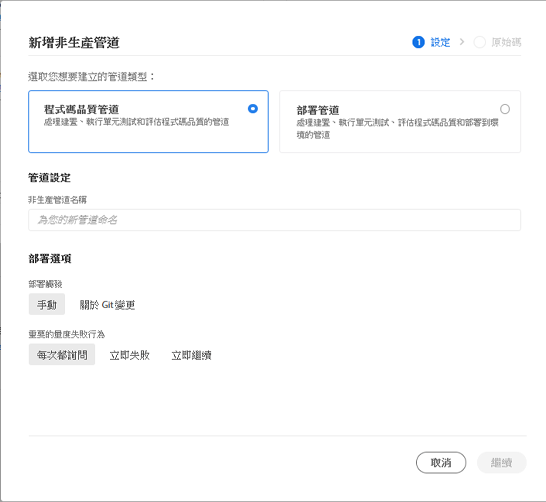 新增非生產管道
1 設定 > 原始碼
選取您想要建立的管道類型：
程式碼品質管道
處理建置、執行單元測試和評估程式碼品質的管道
部署管道
處理建置、執行單元測試、評估程式碼品質和部署到環
境的管道
管道設定
非生產管道名稱
為您的新管道命名
部署選項
部署觸發
手動 關於 Git 變更
重要的量度失敗行為
每次都詢問 立即失敗 立即繼續
取消 繼續